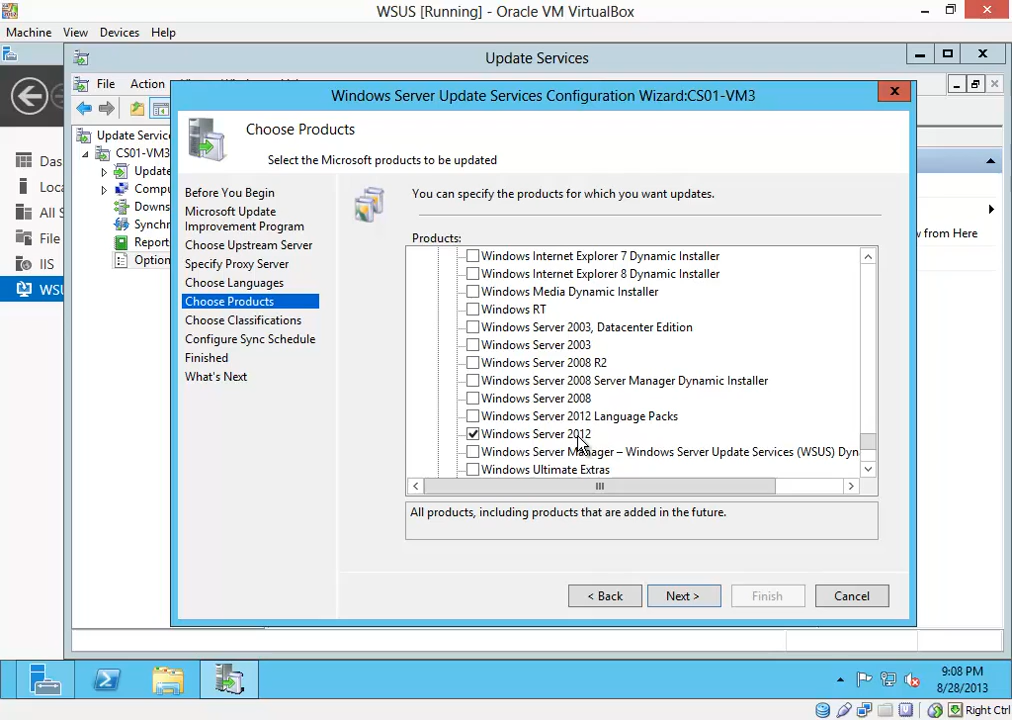 WSUS [Running] - Oracle VM VirtualBox
Machine View Devices Help
Update Services
File Action
Windows Server Update Services Configuration Wizard:CS01-VM3
Choose Products
Select the Microsoft products to be updated
Update Servic
CS01-VM3
Update
Compu
Downs
Synchr
Report
Option
Das
Loca
All S
File
IIS
WSU
Before You Begin
Microsoft Update
Improvement Program
Choose Upstream Server
Specify Proxy Server
Choose Languages
Choose Products
Choose Classifications
Configure Sync Schedule
Finished
What's Next
You can specify the products for which you want updates.
Products:
Windows Internet Explorer 7 Dynamic Installer
Windows Internet Explorer 8 Dynamic Installer
Windows Media Dynamic Installer
Windows RT
Windows Server 2003, Datacenter Edition
Windows Server 2003
Windows Server 2008 R2
Windows Server 2008 Server Manager Dynamic Installer
Windows Server 2008
Windows Server 2012 Language Packs
Windows Server 2012
Windows Server Manager – Windows Server Update Services (WSUS) Dyn
Windows Ultimate Extras
All products, including products that are added in the future.
w from Here
< Back Next > Finish Cancel
9:08 PM
8/28/2013
Right Ctrl